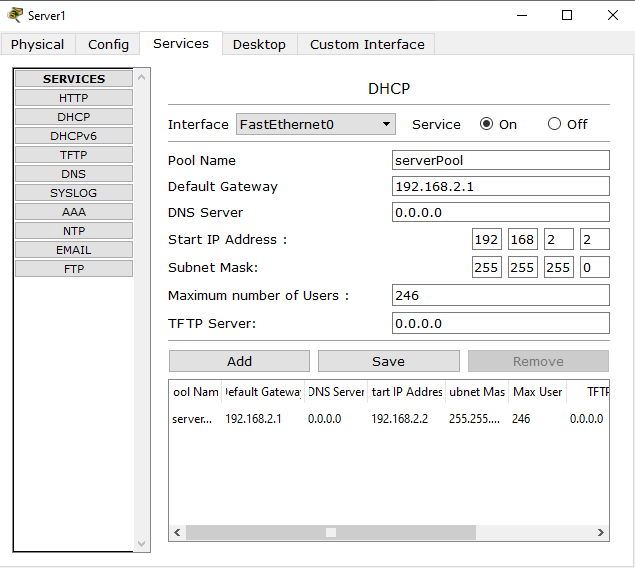 Server1
Physical Config Services Desktop Custom Interface
SERVICES
HTTP
DHCP
DHCPv6
TFTP
DNS
SYSLOG
AAA
NTP
EMAIL
FTP
DHCP
Interface FastEthernet0 Service On Off
Pool Name serverPool
Default Gateway 192.168.2.1
DNS Server 0.0.0.0
Start IP Address : 192 168 2 2
Subnet Mask: 255 255 255 0
Maximum number of Users : 246
TFTP Server: 0.0.0.0
Add Save Remove
ool Nam efault Gateway DNS Server tart IP Addres ubnet Mas Max User TFTP
server... 192.168.2.1 0.0.0.0 192.168.2.2 255.255.... 246 0.0.0.0